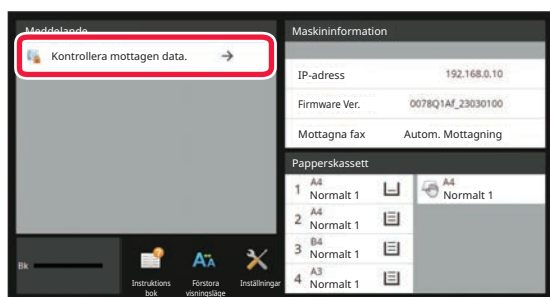 Meddelande
Kontrollera mottagen data.
Maskininformation
IP-adress 192.168.0.10
Firmware Ver. 0078Q1Af_23030100
Mottagna fax Autom. Mottagning
Papperskassett
1 A4
Normalt 1
A4
Normalt 1
2 A4
Normalt 1
3 B4
Normalt 1
4 A3
Normalt 1
Bk
Instruktions
bok
Förstora
visningsläge
Inställningar